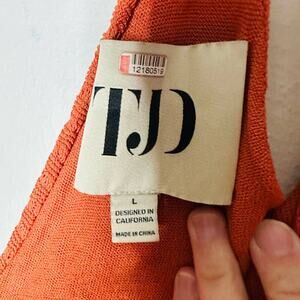 12180519
TJD
L
DESIGNED IN
CALIFORNIA
MADE IN CHINA